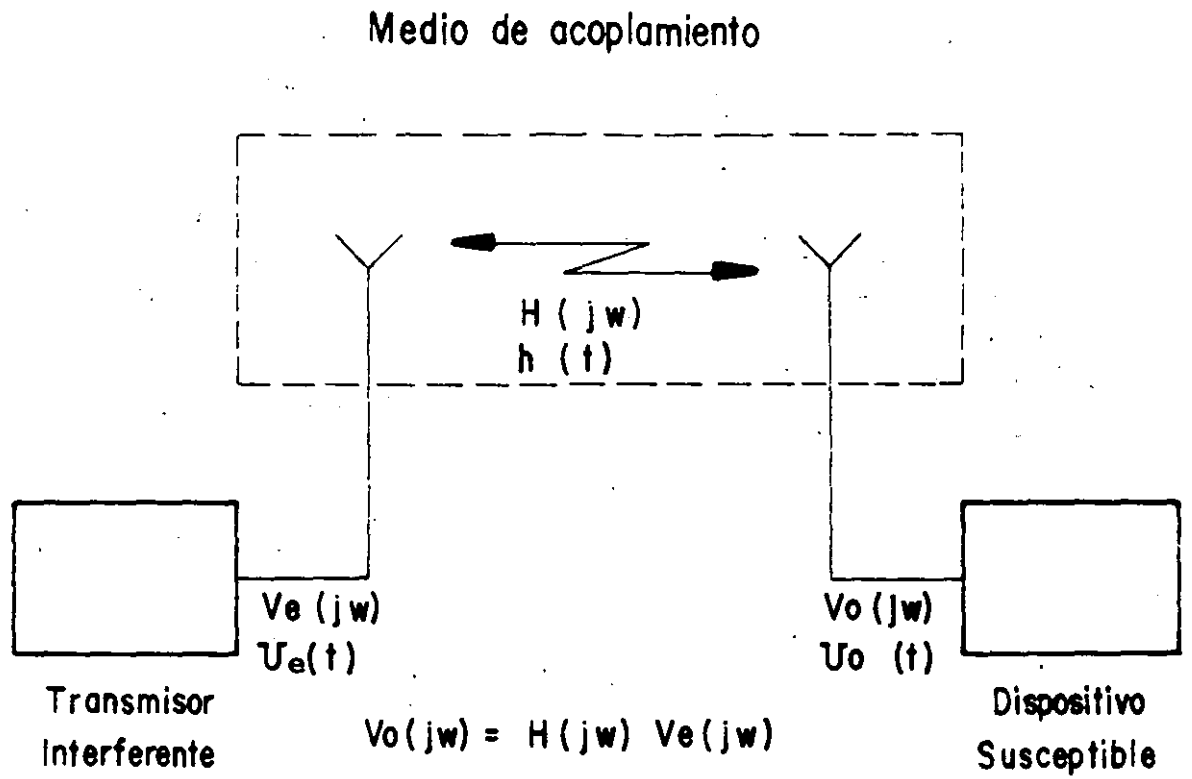 Medio de acoplamiento
H (jw)
h (t)
Ve (jw)
Ue(t)
Vo (jw)
Uo (t)
Transmisor
Interferente
Vo(jw) = H(jw) Ve(jw)
Dispositivo
Susceptible